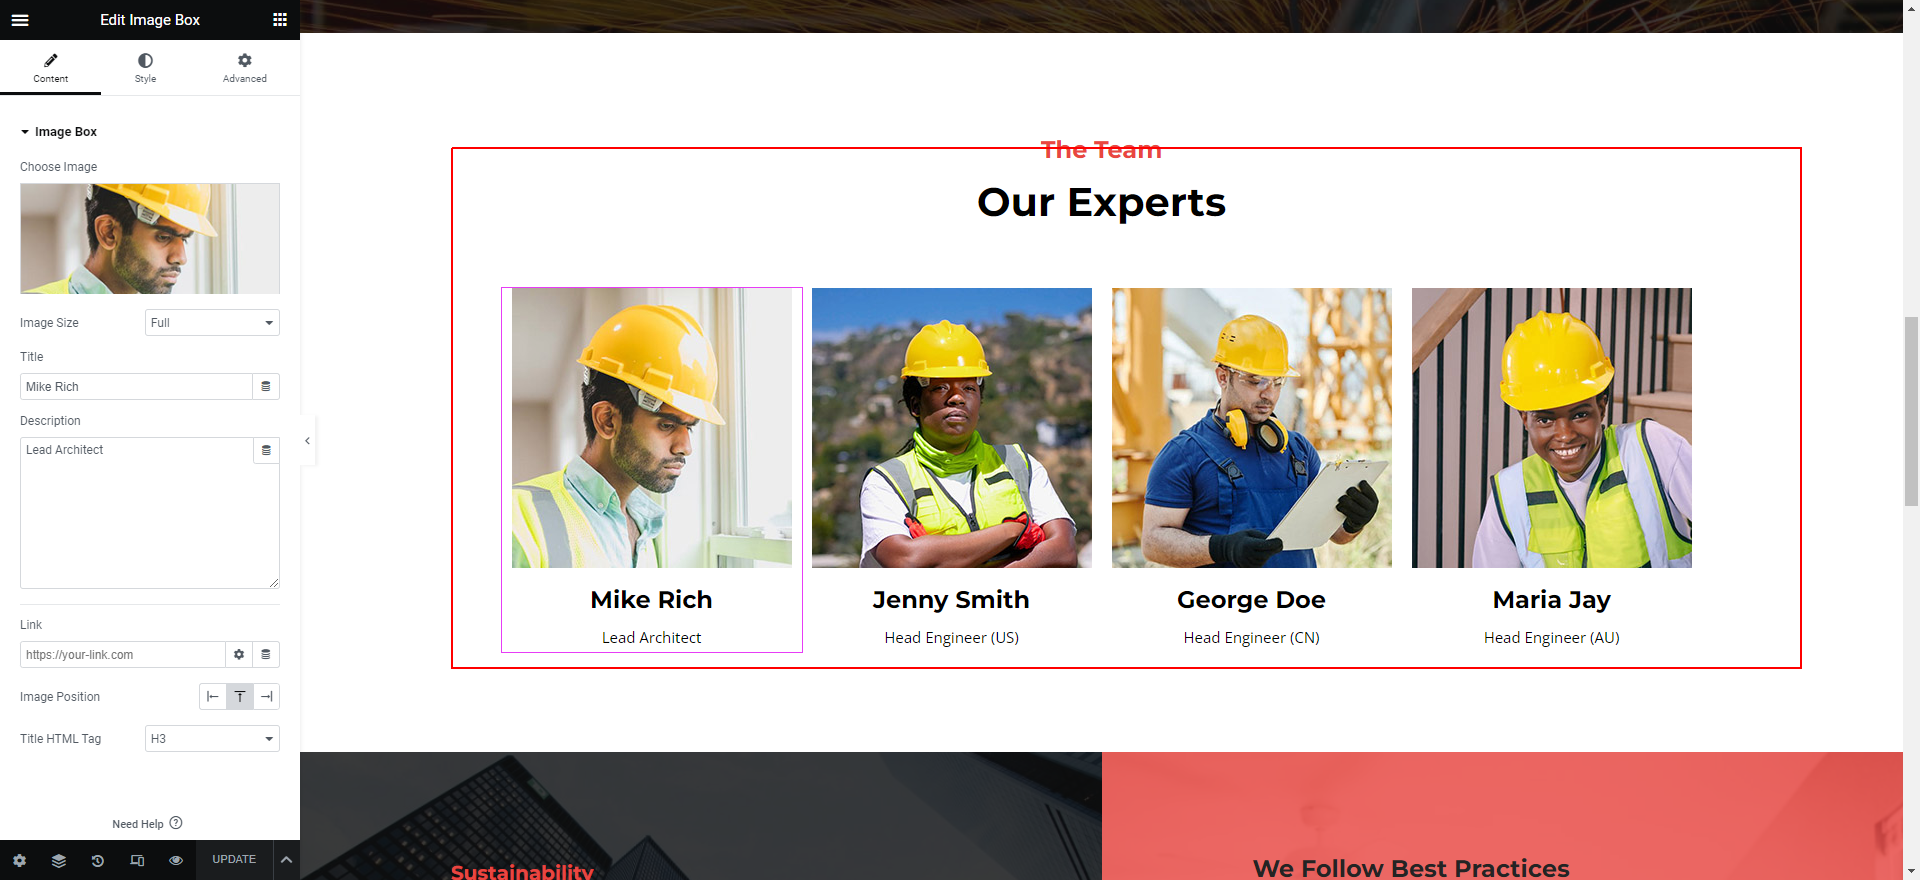 Edit Image Box
Content
Style
Advanced
Image Box
Choose Image
Image Size
Full
Title
Mike Rich
Description
Lead Architect
Link
https://your-link.com
Image Position
Title HTML Tag
H3
Need Help
UPDATE
The Team
Our Experts
Mike Rich
Lead Architect
Jenny Smith
Head Engineer (US)
George Doe
Head Engineer (CN)
Maria Jay
Head Engineer (AU)
Sustainability
We Follow Best Practices